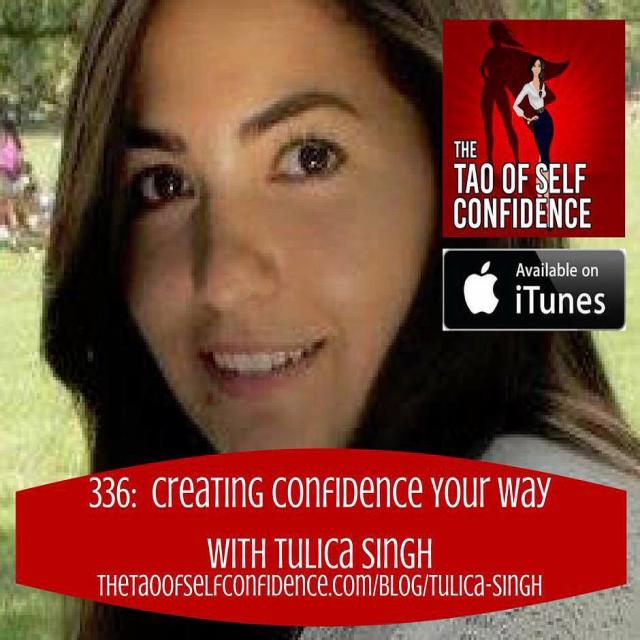 THE
TAO OF SELF
CONFIDENCE
Available on
iTunes
336: Creating Confidence Your Way
With Tulica Singh
thetaoofselfconfidence.com/blog/tulica-singh